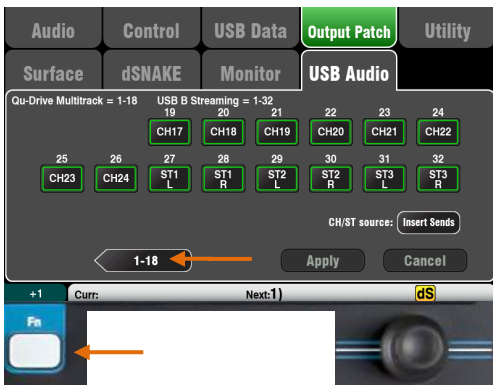 Audio Control USB Data Output Patch Utility
Surface dSNAKE Monitor USB Audio
Qu-Drive Multitrack = 1-18 USB B Streaming = 1-32
19 20 21 22 23 24
CH17 CH18 CH19 CH20 CH21 CH22
25 26 27 28 29 30 31 32
CH23 CH24 ST1 L ST1 R ST2 L ST2 R ST3 L ST3 R
CH/ST source: Insert Sends
1-18 Apply Cancel
+1 Curr: Next:1) dS
Fn